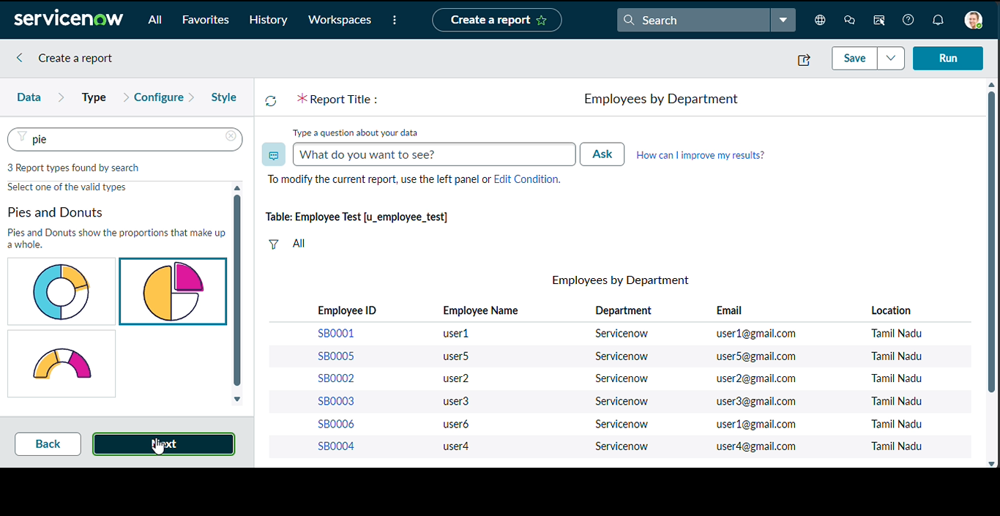 servicenow All Favorites History Workspaces Create a report Search
Create a report Save Run
Data Type Configure Style
Report Title : Employees by Department
pie
3 Report types found by search
Select one of the valid types
Pies and Donuts
Pies and Donuts show the proportions that make up
a whole.
Back Next
Type a question about your data
What do you want to see? Ask How can I improve my results?
To modify the current report, use the left panel or Edit Condition.
Table: Employee Test [u_employee_test]
All
Employees by Department
Employee ID Employee Name Department Email Location
SB0001 user1 Servicenow user1@gmail.com Tamil Nadu
SB0005 user5 Servicenow user5@gmail.com Tamil Nadu
SB0002 user2 Servicenow user2@gmail.com Tamil Nadu
SB0003 user3 Servicenow user3@gmail.com Tamil Nadu
SB0006 user6 Servicenow user1@gmail.com Tamil Nadu
SB0004 user4 Servicenow user4@gmail.com Tamil Nadu